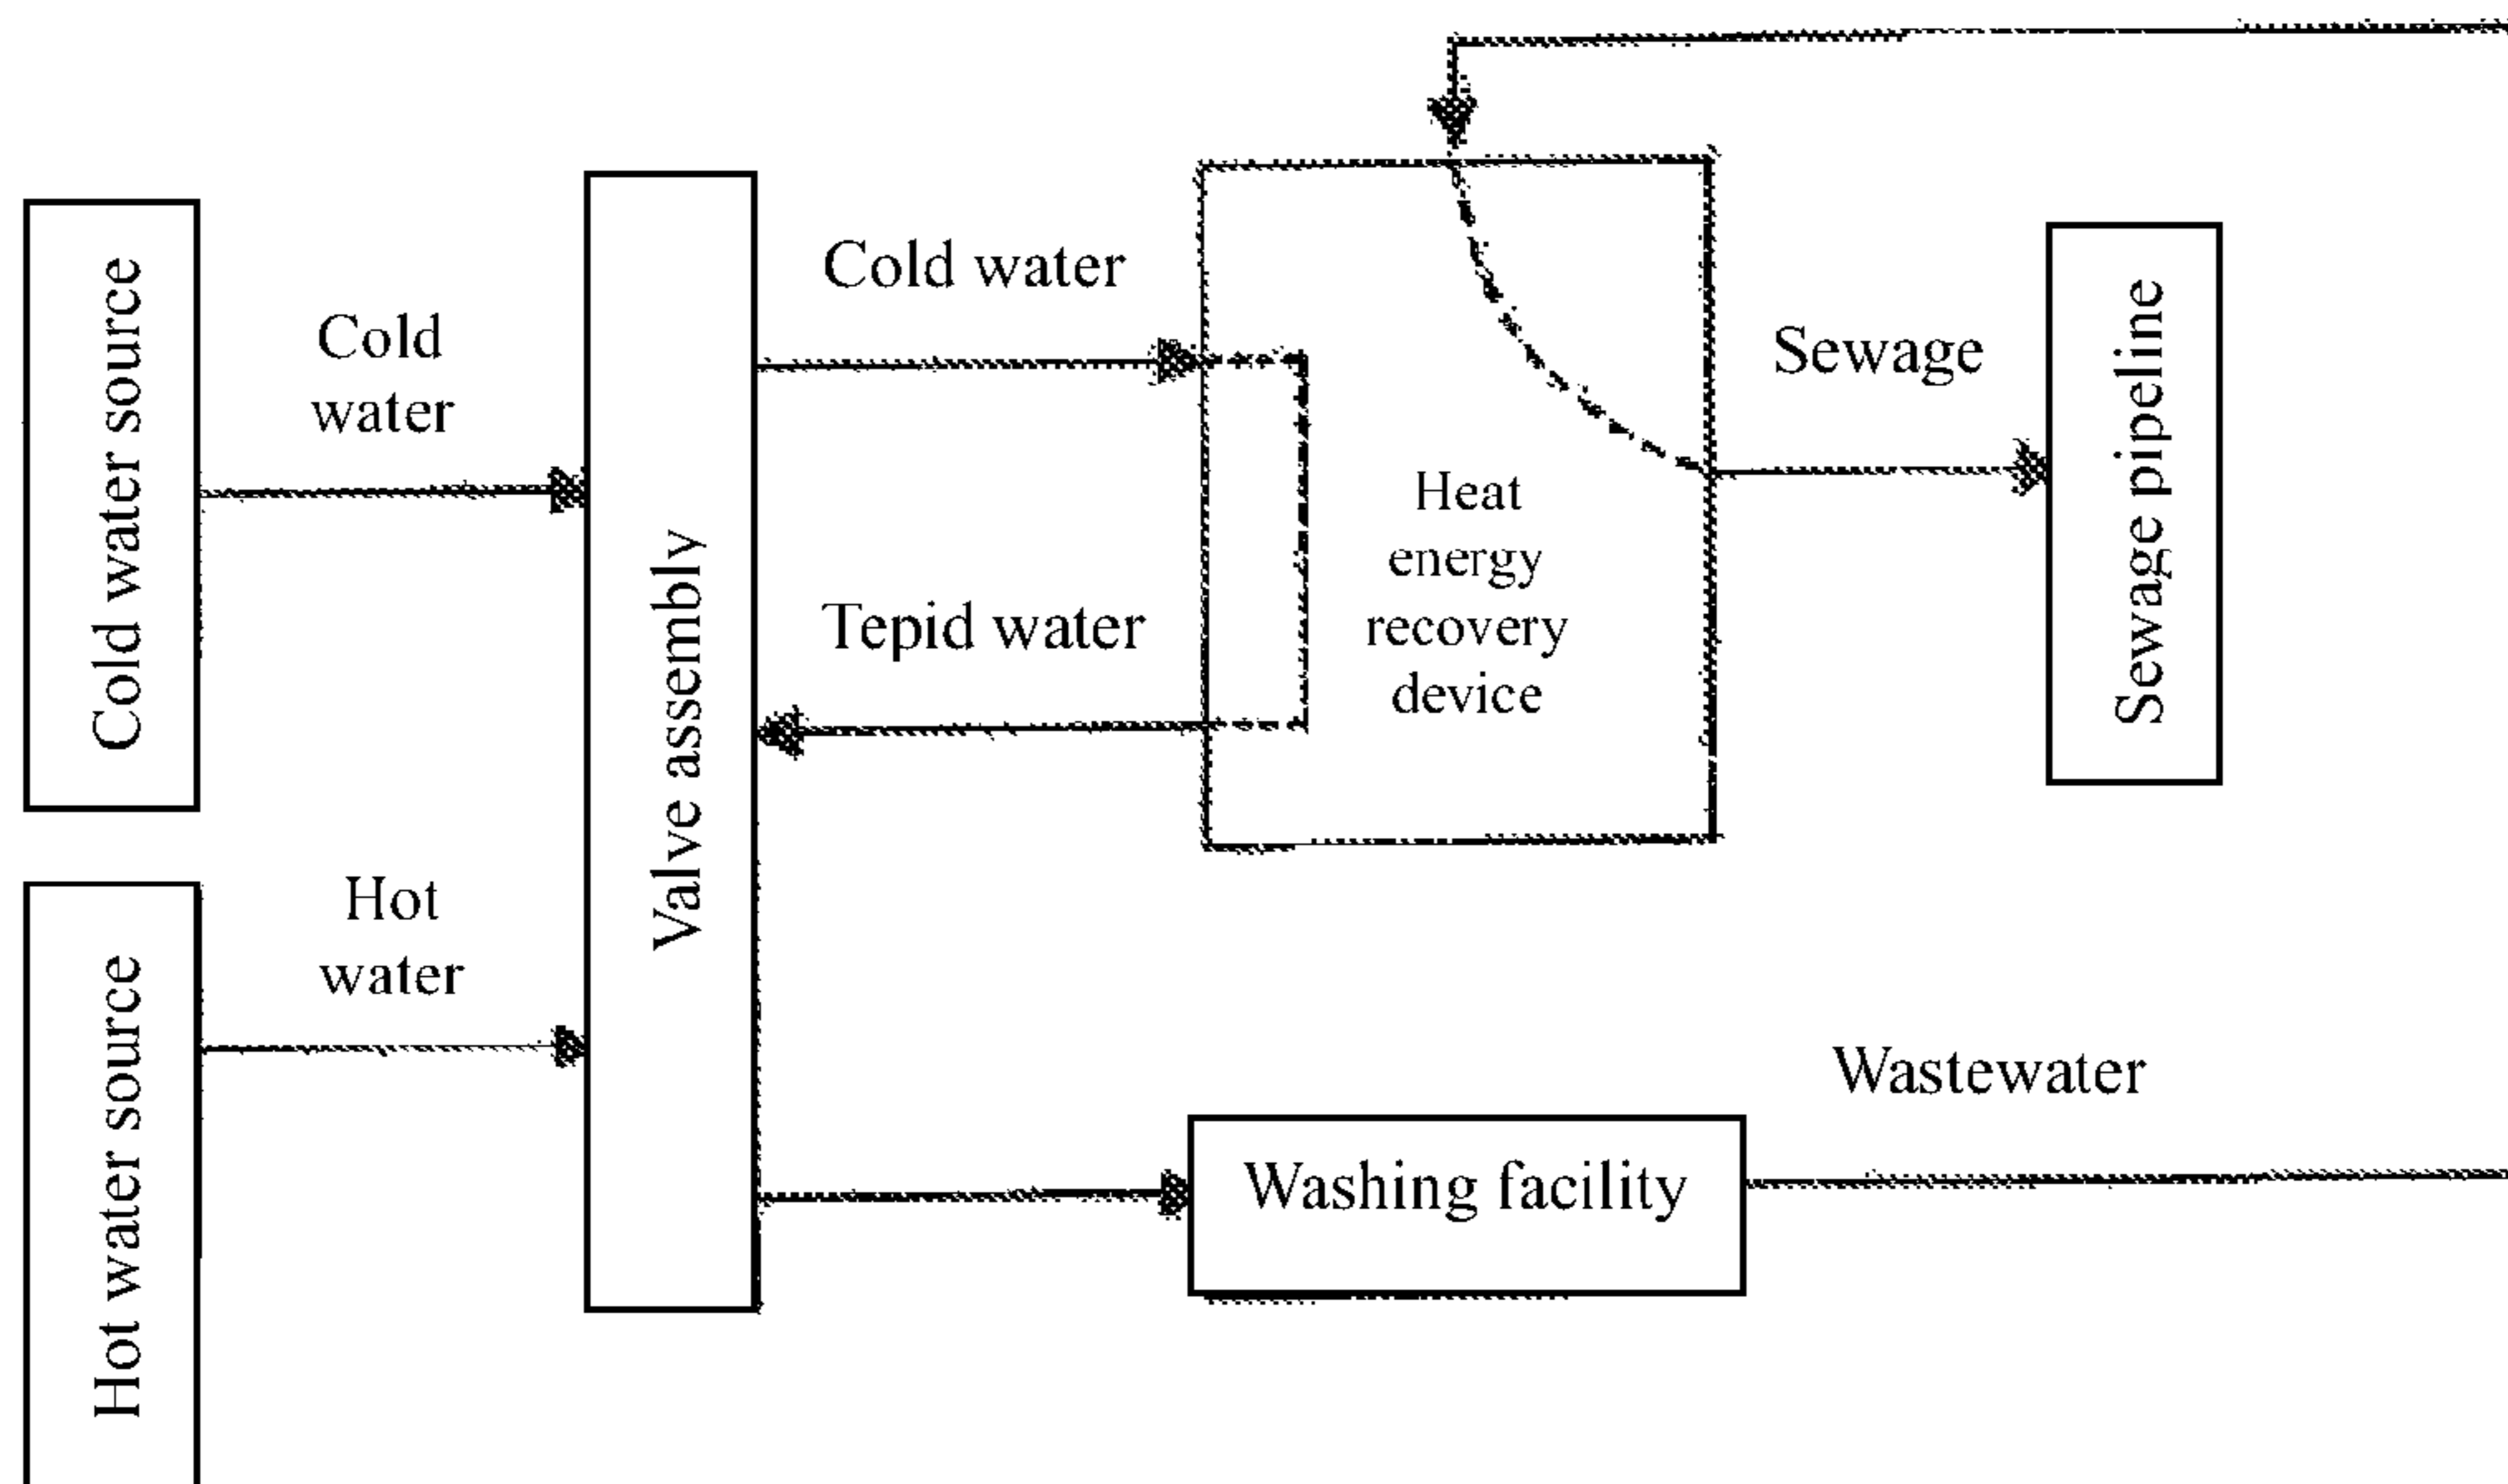 Cold water source
Cold
water
Hot water source
Hot
water
Valve assembly
Cold water
Tepid water
Heat
energy
recovery
device
Sewage
Sewage pipeline
Washing facility
Wastewater